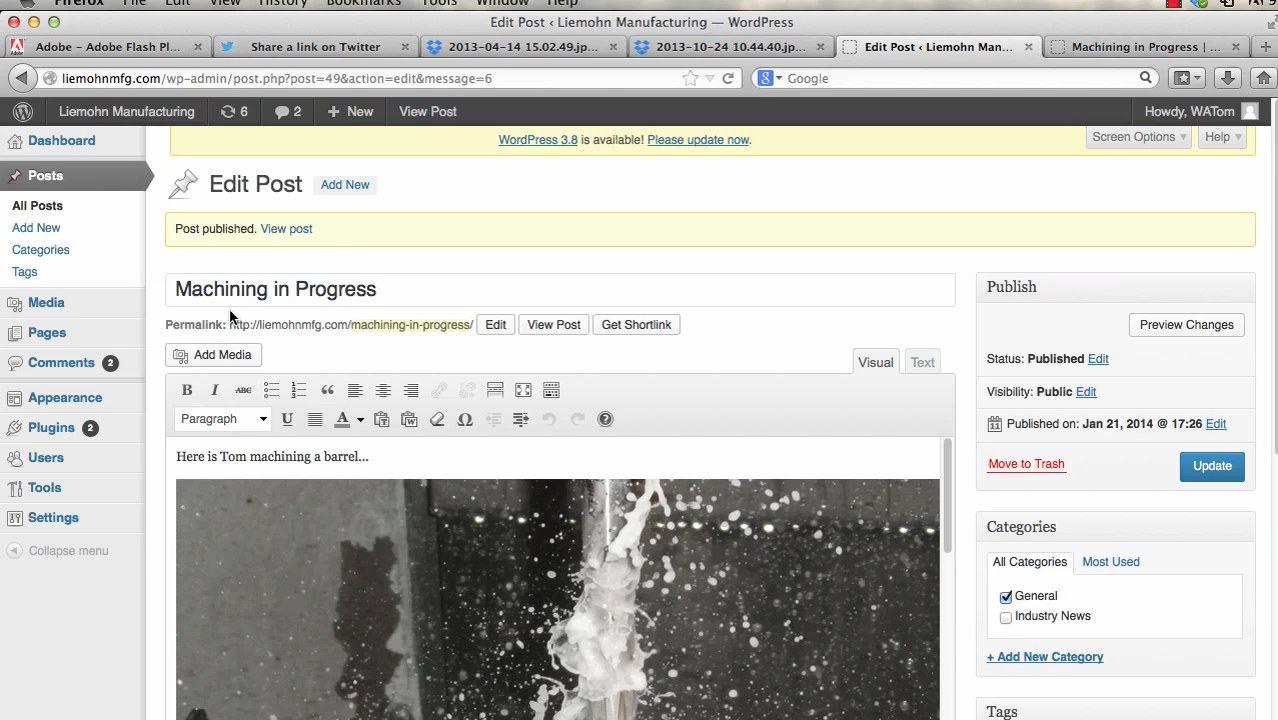 Firefox File Edit View History Bookmarks Tools Window Help
Edit Post ‹ Liemohn Manufacturing — WordPress
Adobe - Adobe Flash Pl... Share a link on Twitter 2013-04-14 15.02.49.jp... 2013-10-24 10.44.40.jp... Edit Post ‹ Liemohn Man... Machining in Progress | ...
liemohnmfg.com/wp-admin/post.php?post=49&action=edit&message=6 Google
Liemohn Manufacturing 6 2 + New View Post Howdy, WATom
Dashboard
Posts
All Posts
Add New
Categories
Tags
Media
Pages
Comments 2
Appearance
Plugins 2
Users
Tools
Settings
Collapse menu
WordPress 3.8 is available! Please update now.
Screen Options Help
Edit Post Add New
Post published. View post
Machining in Progress
Permalink: http://liemohnmfg.com/machining-in-progress/ Edit View Post Get Shortlink
Add Media
Visual Text
B I ABC
Paragraph U A Ω ?
Here is Tom machining a barrel...
Publish
Preview Changes
Status: Published Edit
Visibility: Public Edit
Published on: Jan 21, 2014 @ 17:26 Edit
Move to Trash Update
Categories
All Categories Most Used
General
Industry News
+ Add New Category
Tags